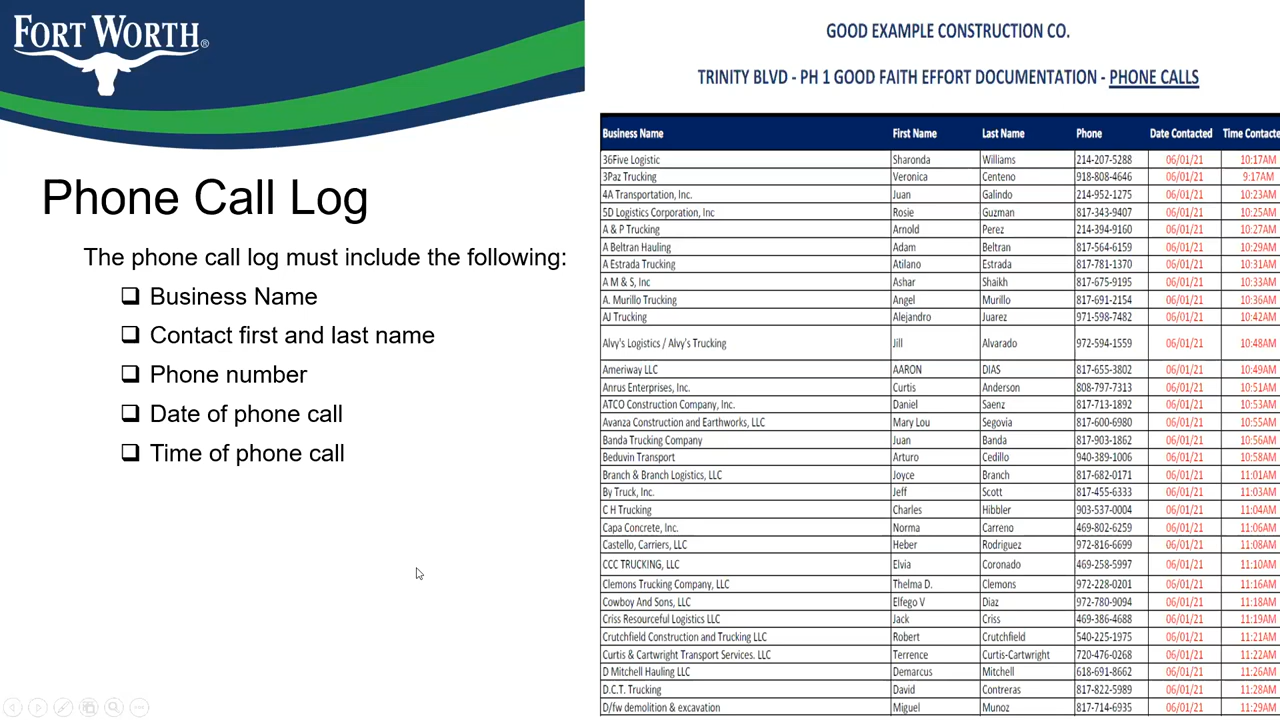 FORT WORTH®
Phone Call Log
The phone call log must include the following:
❑ Business Name
❑ Contact first and last name
❑ Phone number
❑ Date of phone call
❑ Time of phone call
GOOD EXAMPLE CONSTRUCTION CO.
TRINITY BLVD - PH 1 GOOD FAITH EFFORT DOCUMENTATION - PHONE CALLS
Business Name First Name Last Name Phone Date Contacted Time Contacte
36Five Logistic Sharonda Williams 214-207-5288 06/01/21 10:17AM
3Paz Trucking Veronica Centeno 918-808-4646 06/01/21 9:17AM
4A Transportation, Inc. Juan Galindo 214-952-1275 06/01/21 10:23AM
5D Logistics Corporation, Inc Rosie Guzman 817-343-9407 06/01/21 10:25AM
A & P Trucking Arnold Perez 214-394-9160 06/01/21 10:27AM
A Beltran Hauling Adam Beltran 817-564-6159 06/01/21 10:29AM
A Estrada Trucking Atilano Estrada 817-781-1370 06/01/21 10:31AM
A M & S, Inc Ashar Shaikh 817-675-9195 06/01/21 10:33AM
A. Murillo Trucking Angel Murillo 817-691-2154 06/01/21 10:36AM
AJ Trucking Alejandro Juarez 971-598-7482 06/01/21 10:42AM
Alvy's Logistics / Alvy's Trucking Jill Alvarado 972-594-1559 06/01/21 10:48AM
Ameriway LLC AARON DIAS 817-655-3802 06/01/21 10:49AM
Anrus Enterprises, Inc. Curtis Anderson 808-797-7313 06/01/21 10:51AM
ATCO Construction Company, Inc. Daniel Saenz 817-713-1892 06/01/21 10:53AM
Avanza Construction and Earthworks, LLC Mary Lou Segovia 817-600-6980 06/01/21 10:55AM
Banda Trucking Company Juan Banda 817-903-1862 06/01/21 10:56AM
Beduvin Transport Arturo Cedillo 940-389-1006 06/01/21 10:58AM
Branch & Branch Logistics, LLC Joyce Branch 817-682-0171 06/01/21 11:01AM
By Truck, Inc. Jeff Scott 817-455-6333 06/01/21 11:03AM
C H Trucking Charles Hibbler 903-537-0004 06/01/21 11:04AM
Capa Concrete, Inc. Norma Carreno 469-802-6259 06/01/21 11:06AM
Castello, Carriers, LLC Heber Rodriguez 972-816-6699 06/01/21 11:08AM
CCC TRUCKING, LLC Elvia Coronado 469-258-5997 06/01/21 11:10AM
Clemons Trucking Company, LLC Thelma D. Clemons 972-228-0201 06/01/21 11:16AM
Cowboy And Sons, LLC Elfego V Diaz 972-780-9094 06/01/21 11:18AM
Criss Resourceful Logistics LLC Jack Criss 469-386-4688 06/01/21 11:19AM
Crutchfield Construction and Trucking LLC Robert Crutchfield 540-225-1975 06/01/21 11:21AM
Curtis & Cartwright Transport Services. LLC Terrence Curtis-Cartwright 720-476-0268 06/01/21 11:22AM
D Mitchell Hauling LLC Demarcus Mitchell 618-691-8662 06/01/21 11:26AM
D.C.T. Trucking David Contreras 817-822-5989 06/01/21 11:28AM
D/fw demolition & excavation Miguel Munoz 817-714-6935 06/01/21 11:29AM